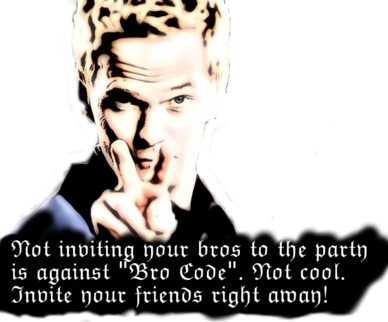 Not inviting your bros to the party
is against "Bro Code". Not cool.
Invite your friends right away!